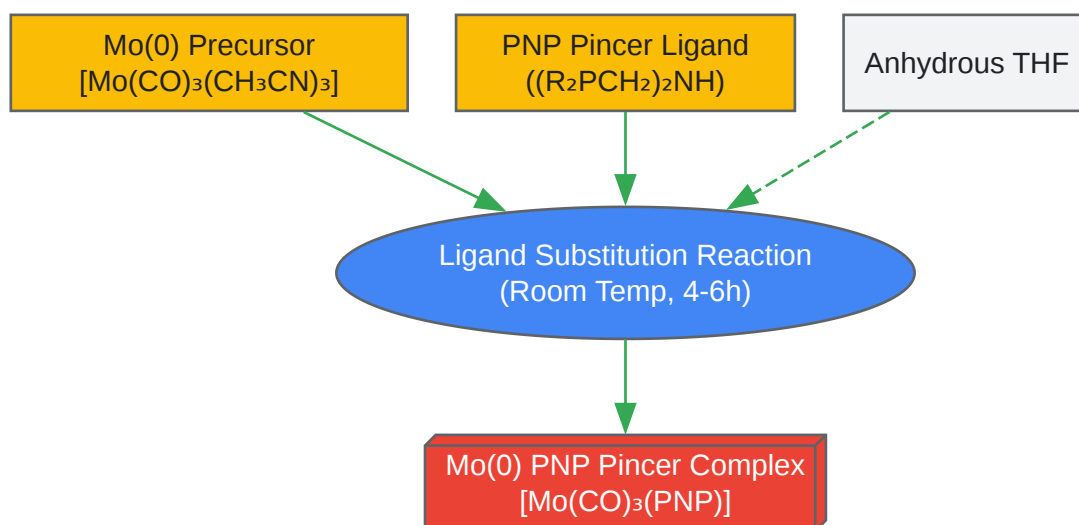 Mo(0) Precursor
[Mo(CO)₃(CH₃CN)₃]
PNP Pincer Ligand
((R₂PCH₂)₂NH)
Anhydrous THF
Ligand Substitution Reaction
(Room Temp, 4-6h)
Mo(0) PNP Pincer Complex
[Mo(CO)₃(PNP)]